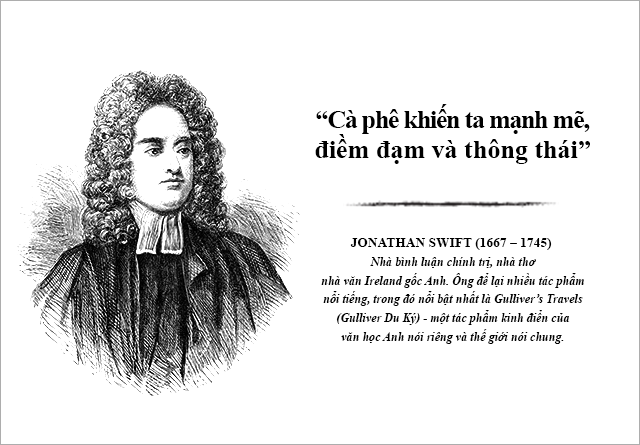 “Cà phê khiến ta mạnh mẽ,
điềm đạm và thông thái”
JONATHAN SWIFT (1667 – 1745)
Nhà bình luận chính trị, nhà thơ
nhà văn Ireland gốc Anh. Ông để lại nhiều tác phẩm
nổi tiếng, trong đó nổi bật nhất là Gulliver’s Travels
(Gulliver Du Ký) - một tác phẩm kinh điển của
văn học Anh nói riêng và thế giới nói chung.